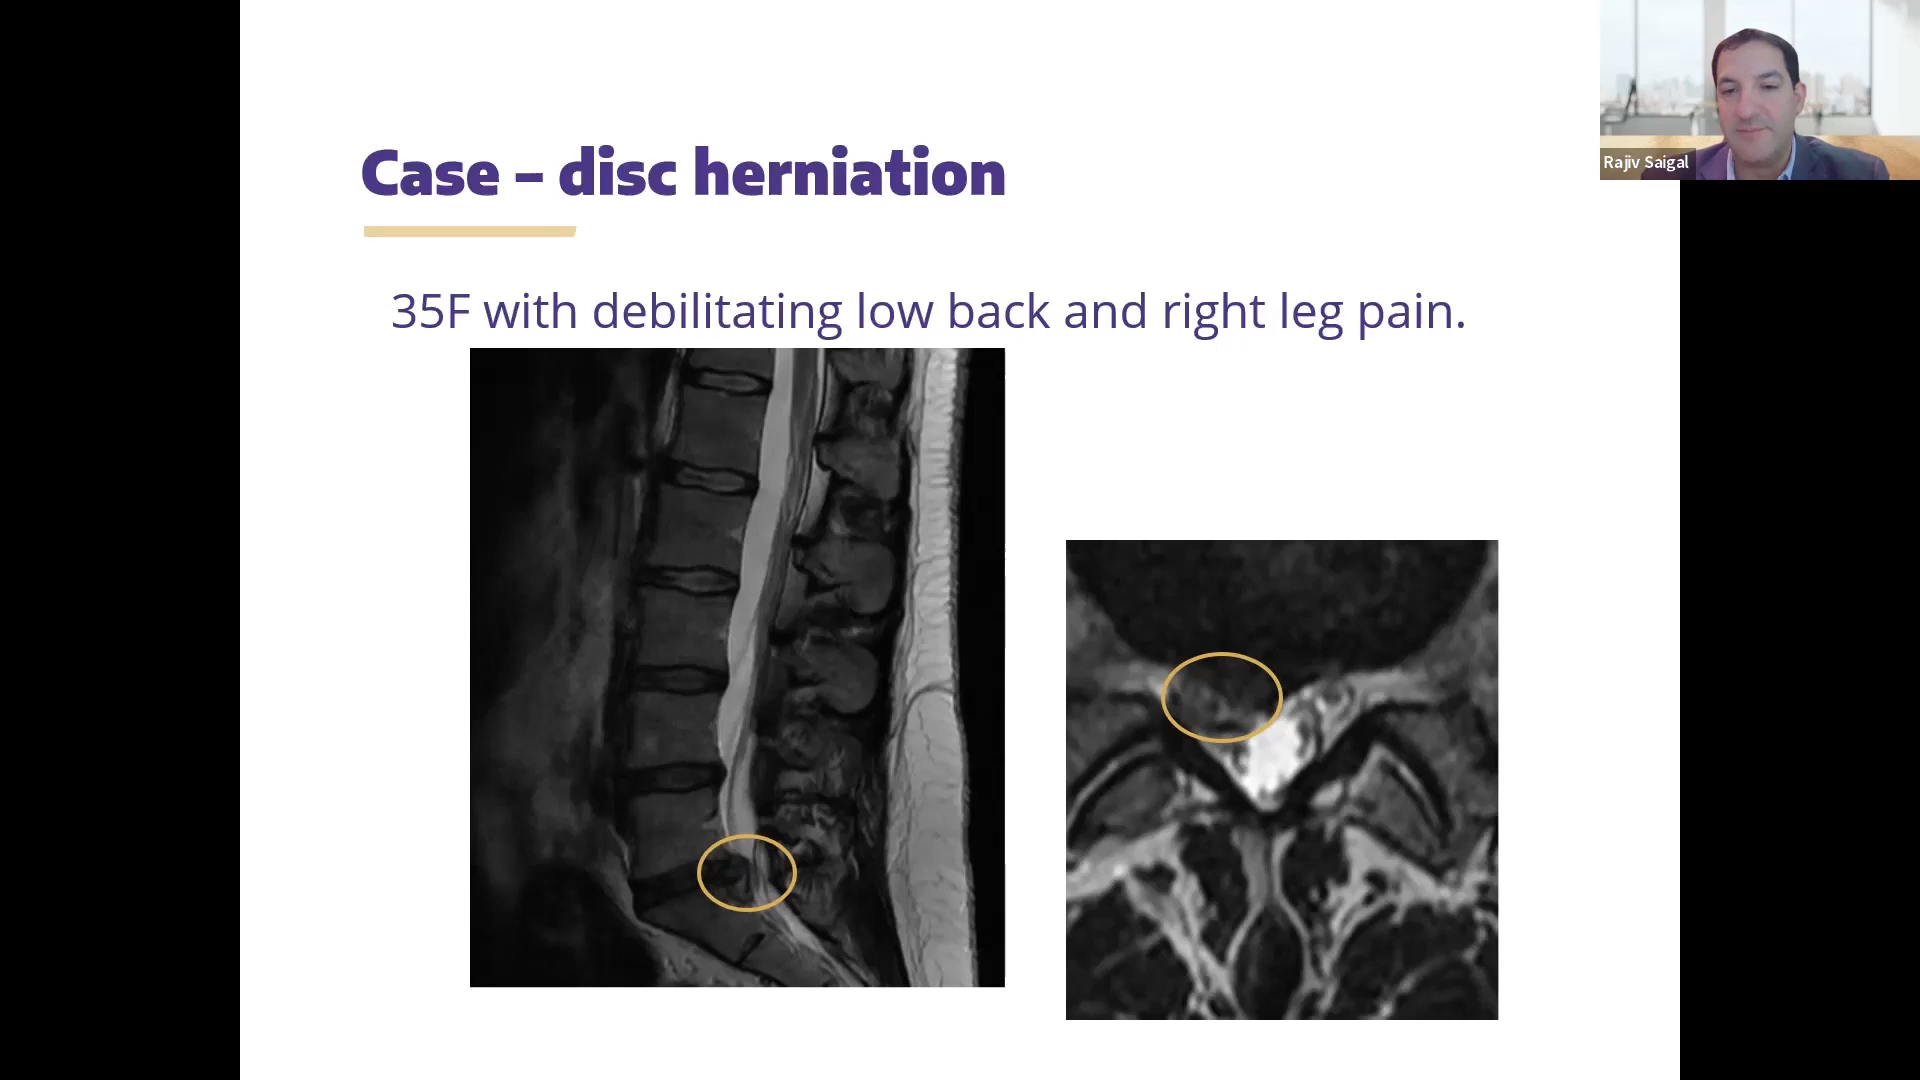 Case – disc herniation
35F with debilitating low back and right leg pain.
Rajiv Saigal